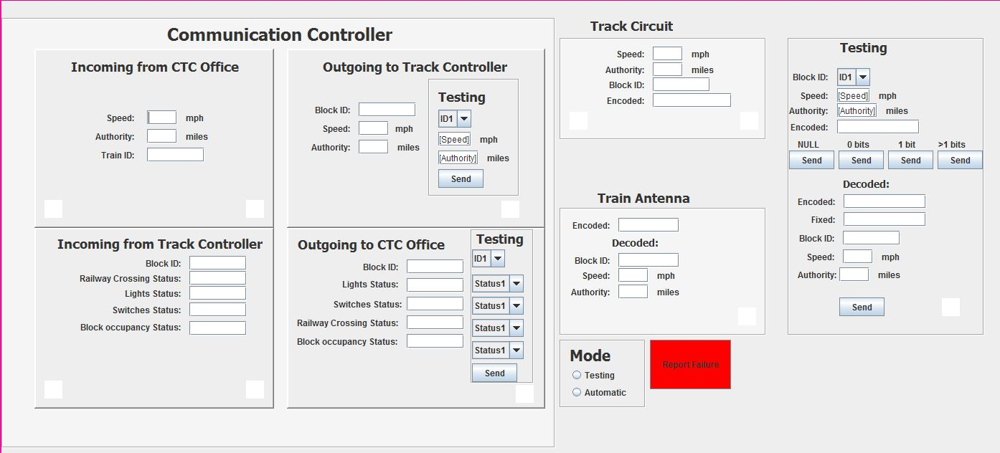 Communication Controller
Incoming from CTC Office
Speed: mph
Authority: miles
Train ID:
Outgoing to Track Controller
Block ID:
Speed: mph
Authority: miles
Testing
ID1
[Speed] mph
[Authority] miles
Send
Incoming from Track Controller
Block ID:
Railway Crossing Status:
Lights Status:
Switches Status:
Block occupancy Status:
Outgoing to CTC Office
Block ID:
Lights Status:
Switches Status:
Railway Crossing Status:
Block occupancy Status:
Testing
ID1
Status1
Status1
Status1
Status1
Send
Track Circuit
Speed: mph
Authority: miles
Block ID:
Encoded:
Train Antenna
Encoded:
Decoded:
Block ID:
Speed: mph
Authority: miles
Mode
Testing
Automatic
Report Failure
Testing
Block ID: ID1
Speed: [Speed] mph
Authority: [Authority] miles
Encoded:
NULL 0 bits 1 bit >1 bits
Send Send Send Send
Decoded:
Encoded:
Fixed:
Block ID:
Speed: mph
Authority: miles
Send